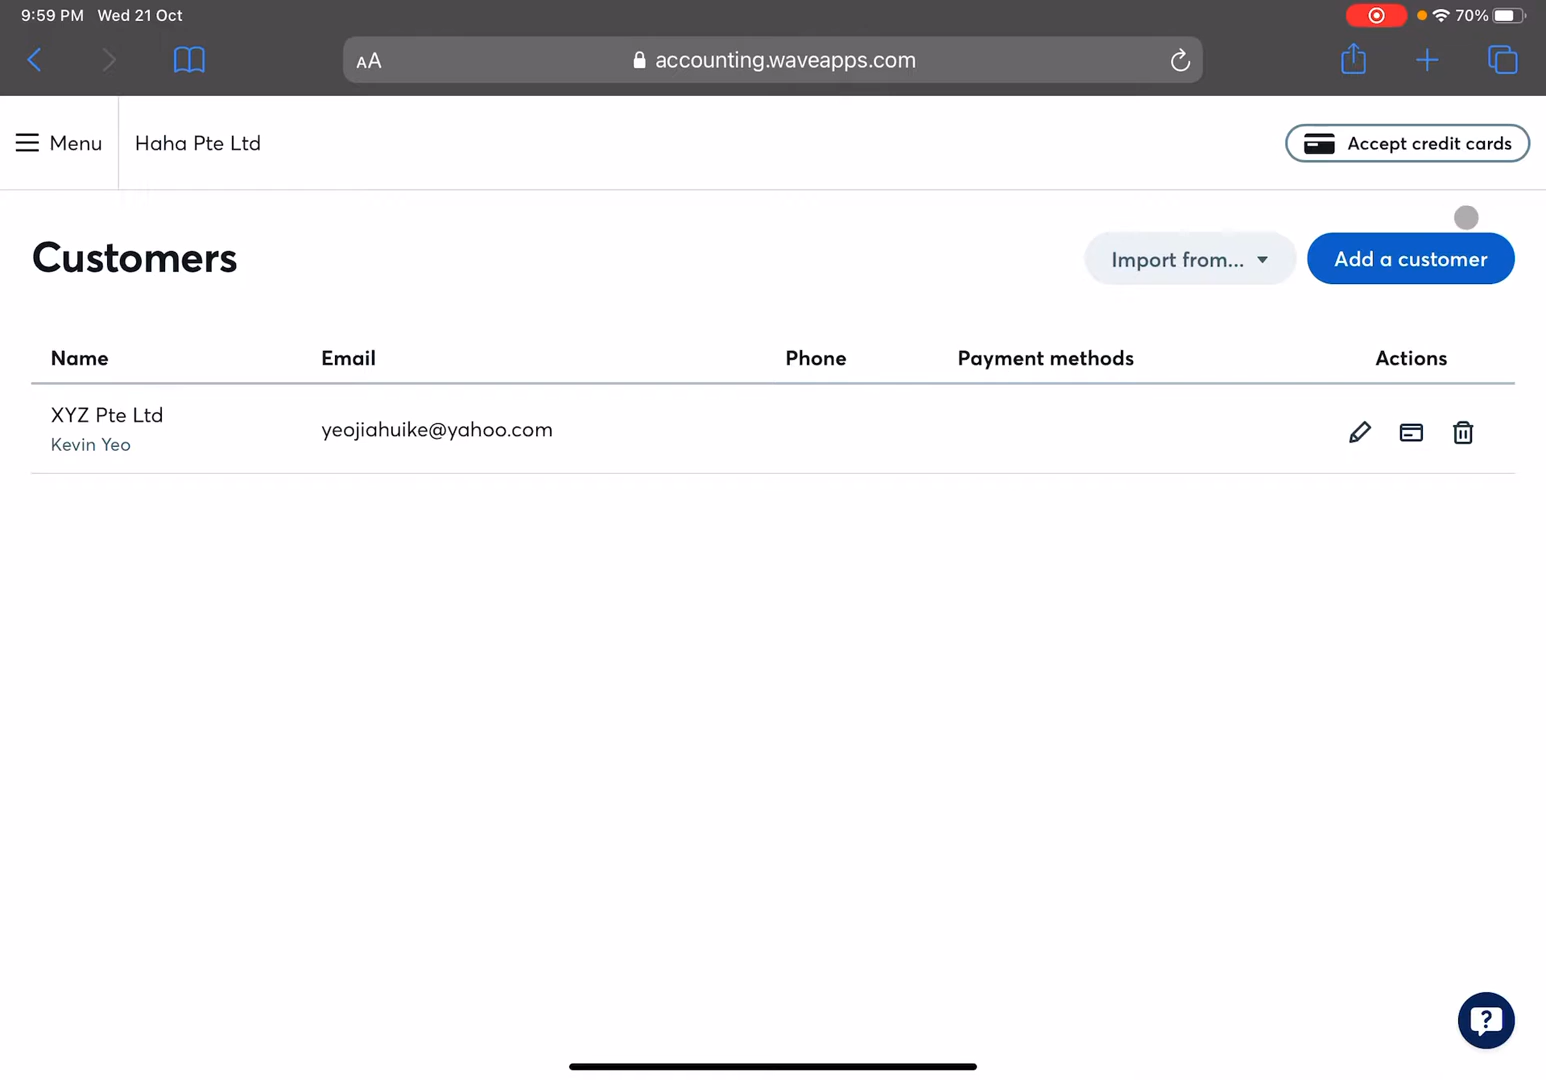 9:59 PM Wed 21 Oct
70%
AA
accounting.waveapps.com
Menu
Haha Pte Ltd
Accept credit cards
Customers
Import from...
Add a customer
Name Email Phone Payment methods Actions
XYZ Pte Ltd
Kevin Yeo
yeojiahuike@yahoo.com
?